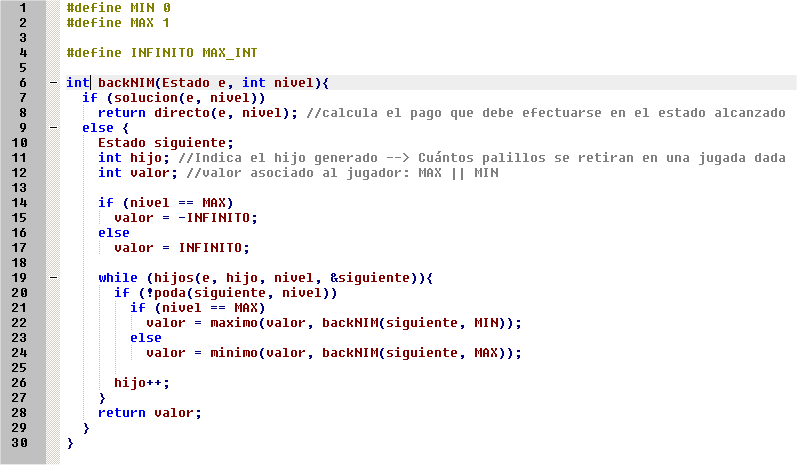 1 #define MIN 0
2 #define MAX 1
3
4 #define INFINITO MAX_INT
5
6 int backNIM(Estado e, int nivel){
7 if (solucion(e, nivel))
8 return directo(e, nivel); //calcula el pago que debe efectuarse en el estado alcanzado
9 else {
10 Estado siguiente;
11 int hijo; //Indica el hijo generado --> Cuántos palillos se retiran en una jugada dada
12 int valor; //valor asociado al jugador: MAX || MIN
13
14 if (nivel == MAX)
15 valor = -INFINITO;
16 else
17 valor = INFINITO;
18
19 while (hijos(e, hijo, nivel, &siguiente)){
20 if (!poda(siguiente, nivel))
21 if (nivel == MAX)
22 valor = maximo(valor, backNIM(siguiente, MIN));
23 else
24 valor = minimo(valor, backNIM(siguiente, MAX));
25
26 hijo++;
27 }
28 return valor;
29 }
30 }